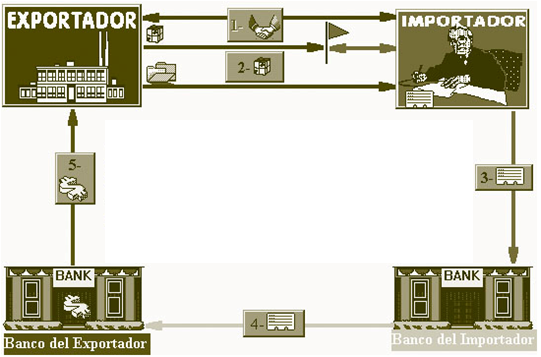 EXPORTADOR
1-
IMPORTADOR
2-
5-
3-
BANK
BANK
4-
Banco del Exportador
Banco del Importador